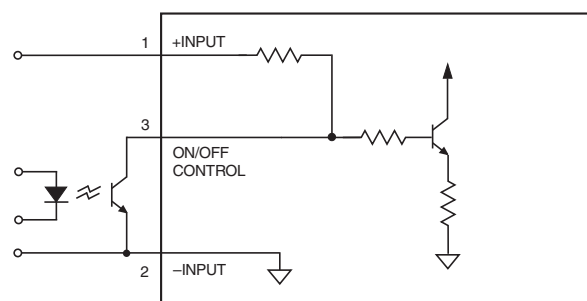 1 +INPUT
3
ON/OFF
CONTROL
2 –INPUT